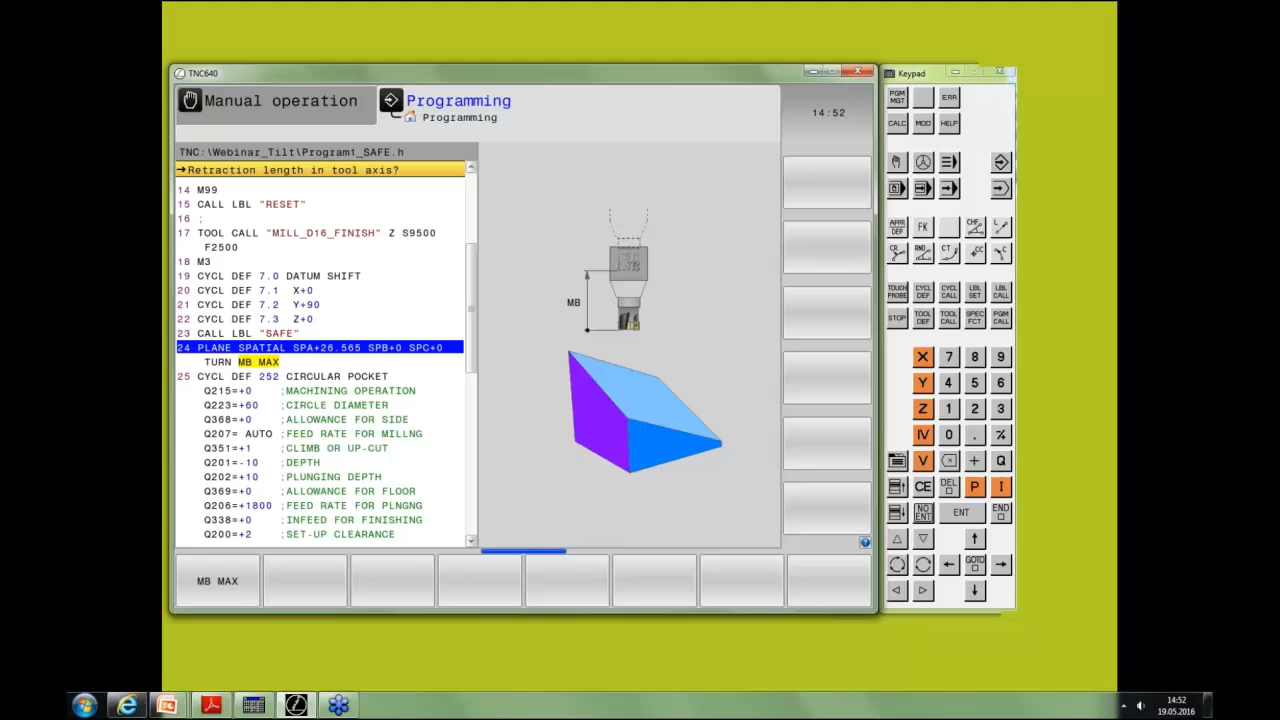 TNC640
Manual operation
Programming
Programming
14:52
TNC:\Webinar_Tilt\Program1_SAFE.h
→Retraction length in tool axis?
14 M99
15 CALL LBL "RESET"
16 ;
17 TOOL CALL "MILL_D16_FINISH" Z S9500
F2500
18 M3
19 CYCL DEF 7.0 DATUM SHIFT
20 CYCL DEF 7.1 X+0
21 CYCL DEF 7.2 Y+90
22 CYCL DEF 7.3 Z+0
23 CALL LBL "SAFE"
24 PLANE SPATIAL SPA+26.565 SPB+0 SPC+0
TURN MB MAX
25 CYCL DEF 252 CIRCULAR POCKET
Q215=+0 ;MACHINING OPERATION
Q223=+60 ;CIRCLE DIAMETER
Q368=+0 ;ALLOWANCE FOR SIDE
Q207= AUTO ;FEED RATE FOR MILLNG
Q351=+1 ;CLIMB OR UP-CUT
Q201=-10 ;DEPTH
Q202=+10 ;PLUNGING DEPTH
Q369=+0 ;ALLOWANCE FOR FLOOR
Q206=+1800 ;FEED RATE FOR PLNGNG
Q338=+0 ;INFEED FOR FINISHING
Q200=+2 ;SET-UP CLEARANCE
MB
MB MAX
Keypad
PGM MGT ERR
CALC MOD HELP
APPR DEP FK CHF L
CR RND CT CC C
TOUCH PROBE CYCL DEF CYCL CALL LBL SET LBL CALL
STOP TOOL DEF TOOL CALL SPEC FCT PGM CALL
X 7 8 9
Y 4 5 6
Z 1 2 3
IV 0 . 
V + Q
CE DEL P I
NO ENT ENT END
GOTO
14:52
19.05.2016